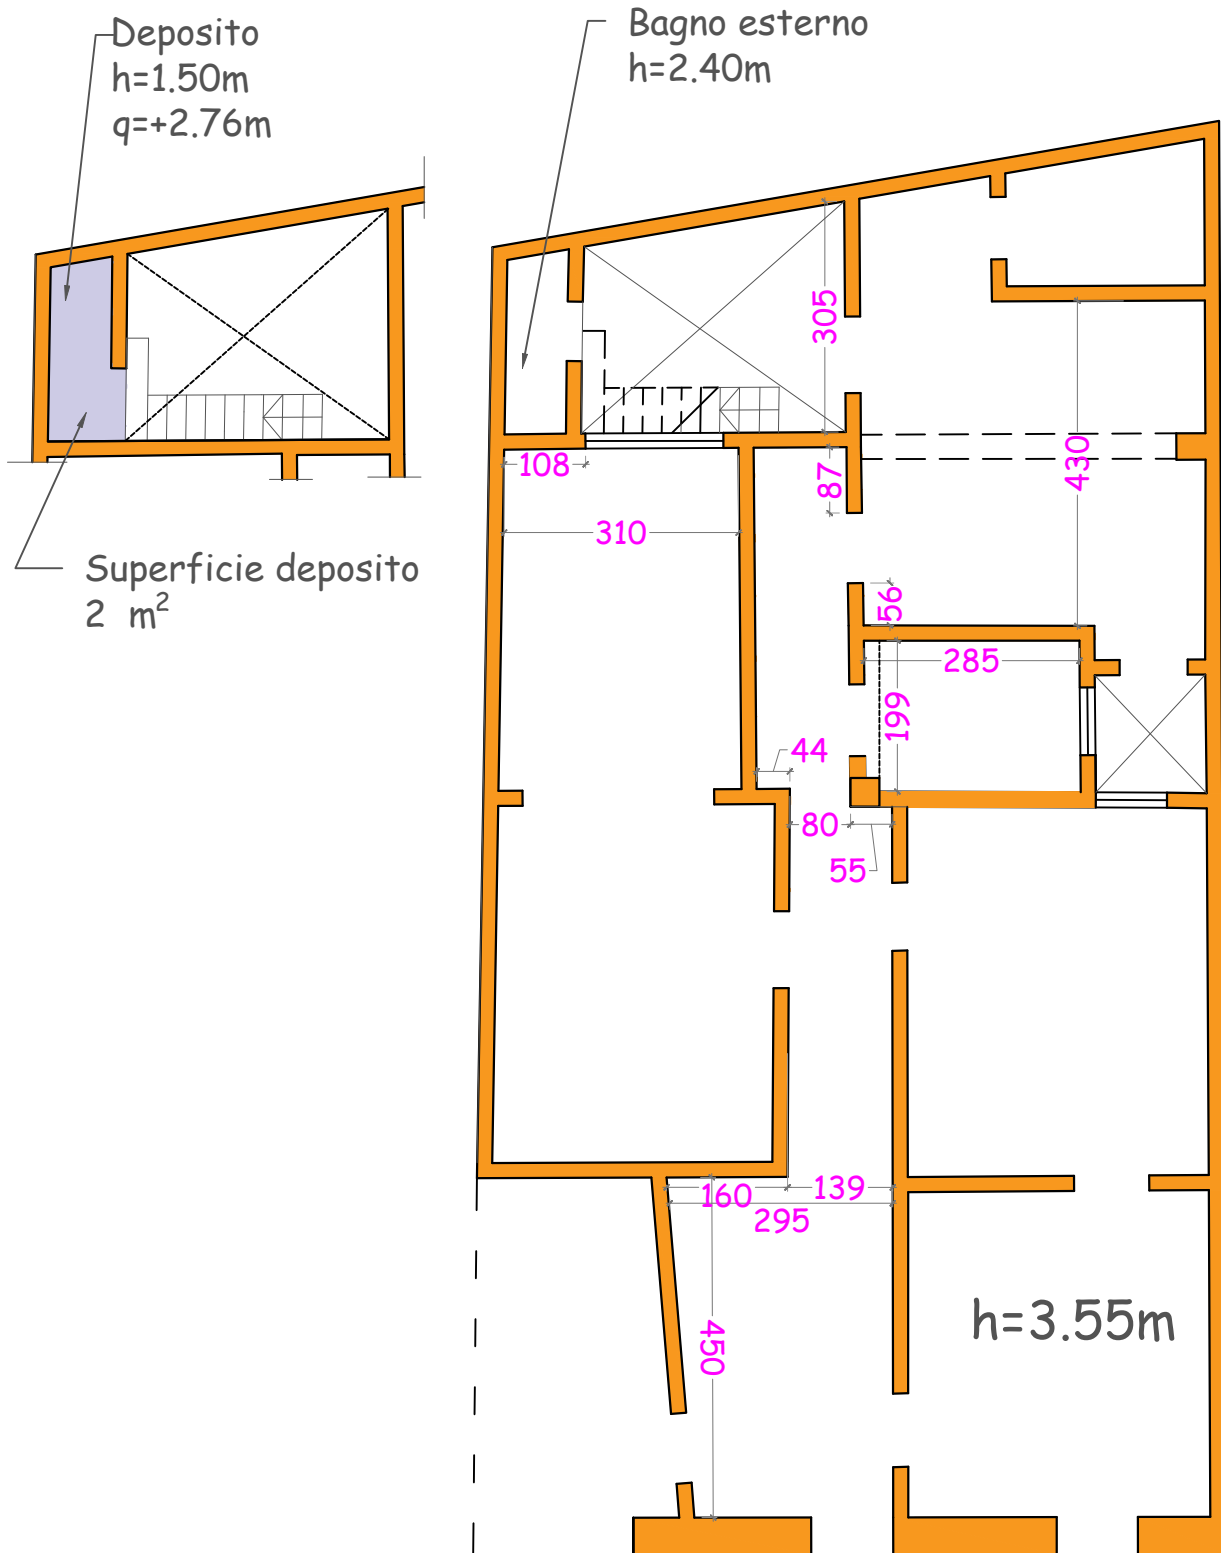 Deposito
h=1.50m
q=+2.76m
Bagno esterno
h=2.40m
Superficie deposito
2 m²
305
430
108
87
310
56
285
199
44
80
55
160
139
295
450
h=3.55m